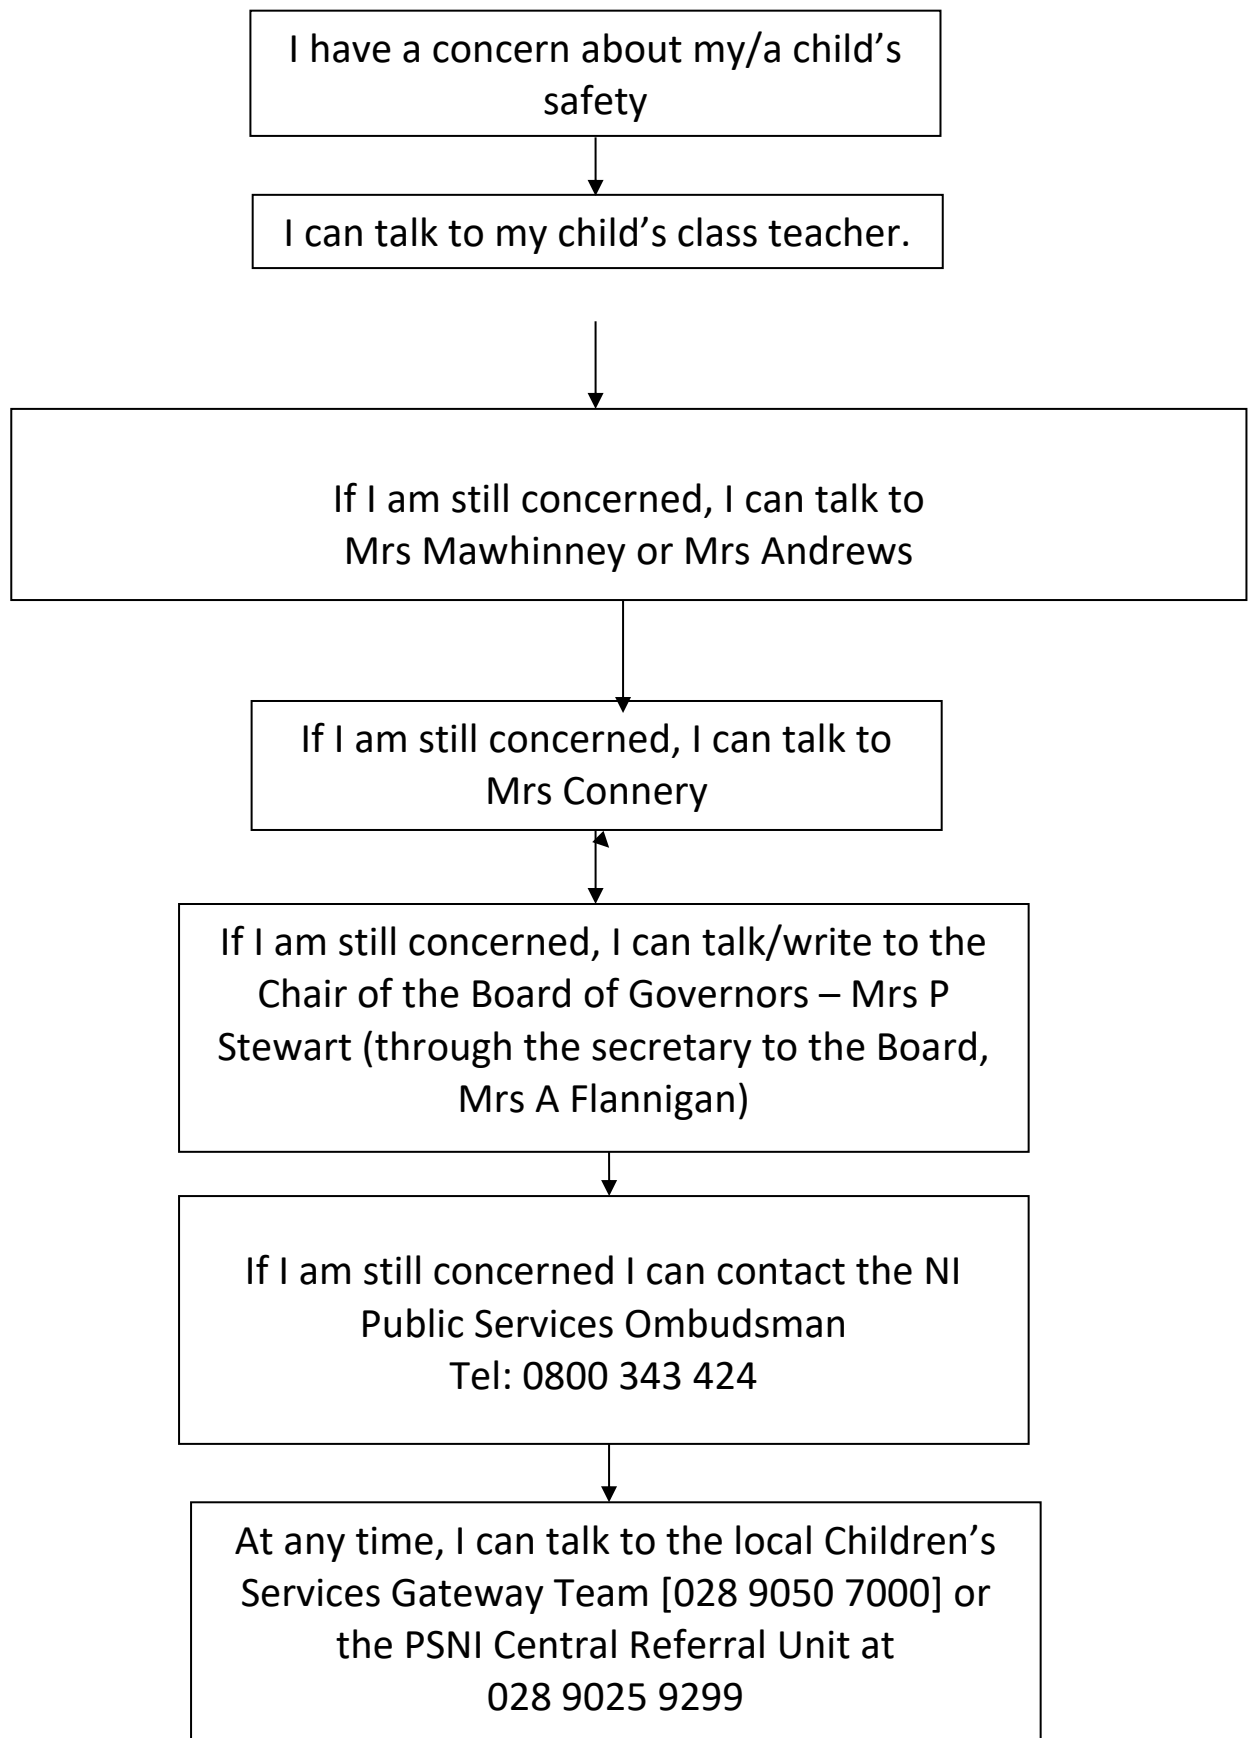 I have a concern about my/a child’s
safety
I can talk to my child’s class teacher.
If I am still concerned, I can talk to
Mrs Mawhinney or Mrs Andrews
If I am still concerned, I can talk to
Mrs Connery
If I am still concerned, I can talk/write to the
Chair of the Board of Governors – Mrs P
Stewart (through the secretary to the Board,
Mrs A Flannigan)
If I am still concerned I can contact the NI
Public Services Ombudsman
Tel: 0800 343 424
At any time, I can talk to the local Children’s
Services Gateway Team [028 9050 7000] or
the PSNI Central Referral Unit at
028 9025 9299